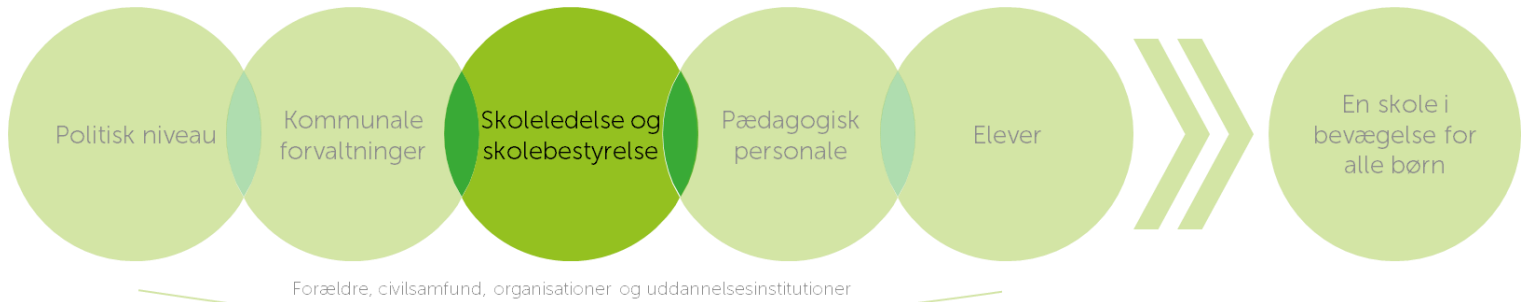 Politisk niveau
Kommunale
forvaltninger
Skoleledelse og
skolebestyrelse
Pædagogisk
personale
Elever
En skole i
bevægelse for
alle børn
Forældre, civilsamfund, organisationer og uddannelsesinstitutioner